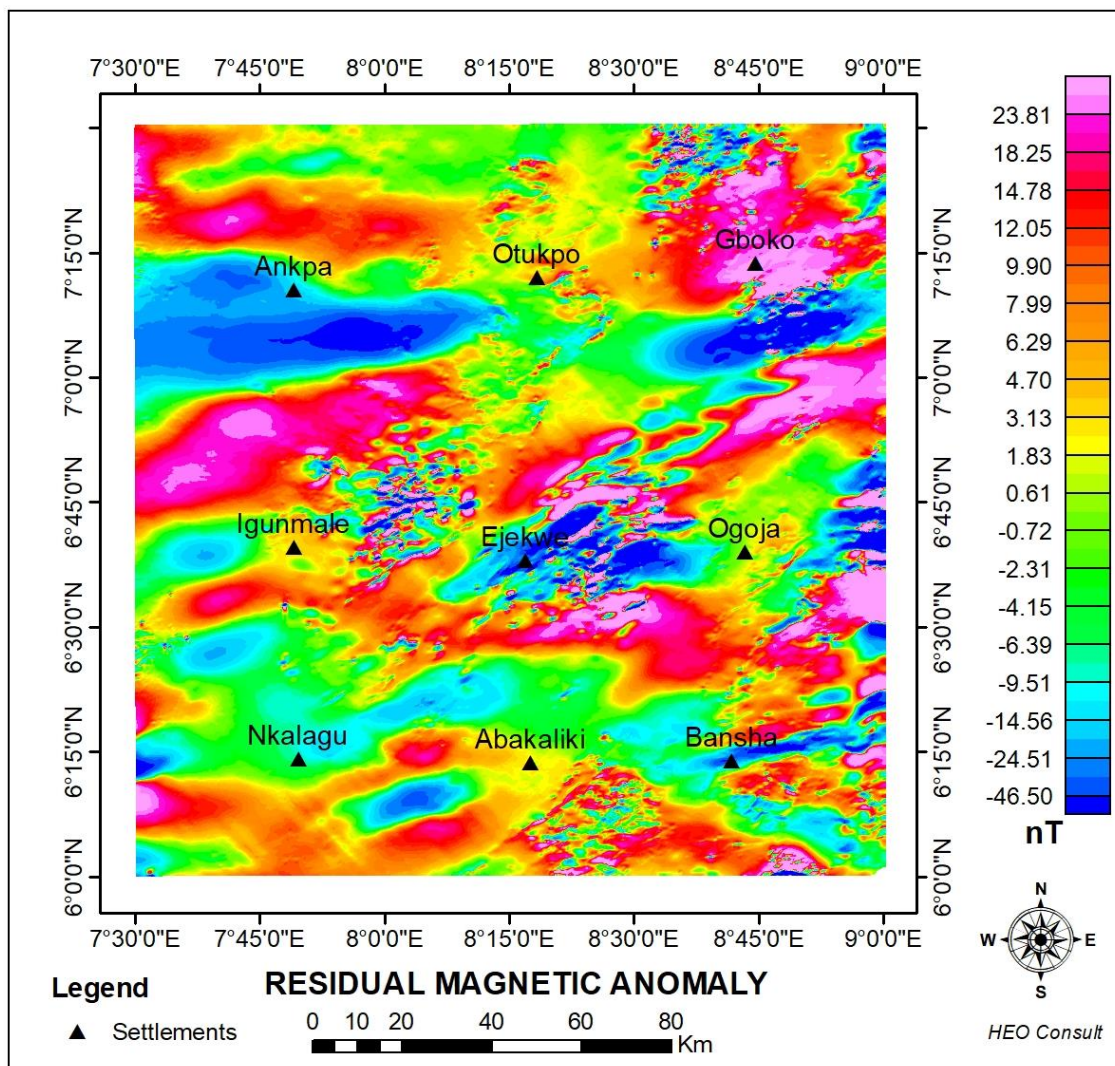 7°30'0"E 7°45'0"E 8°0'0"E 8°15'0"E 8°30'0"E 8°45'0"E 9°0'0"E
7°15'0"N
7°0'0"N
6°45'0"N
6°30'0"N
6°15'0"N
6°0'0"N
Ankpa
Otukpo
Gboko
Igunmale
Ejekwe
Ogoja
Nkalagu
Abakaliki
Bansha
7°15'0"N
7°0'0"N
6°45'0"N
6°30'0"N
6°15'0"N
6°0'0"N
7°30'0"E 7°45'0"E 8°0'0"E 8°15'0"E 8°30'0"E 8°45'0"E 9°0'0"E
23.81
18.25
14.78
12.05
9.90
7.99
6.29
4.70
3.13
1.83
0.61
-0.72
-2.31
-4.15
-6.39
-9.51
-14.56
-24.51
-46.50
nT
N
W E
S
Legend
Settlements
RESIDUAL MAGNETIC ANOMALY
0 10 20 40 60 80
Km
HEO Consult